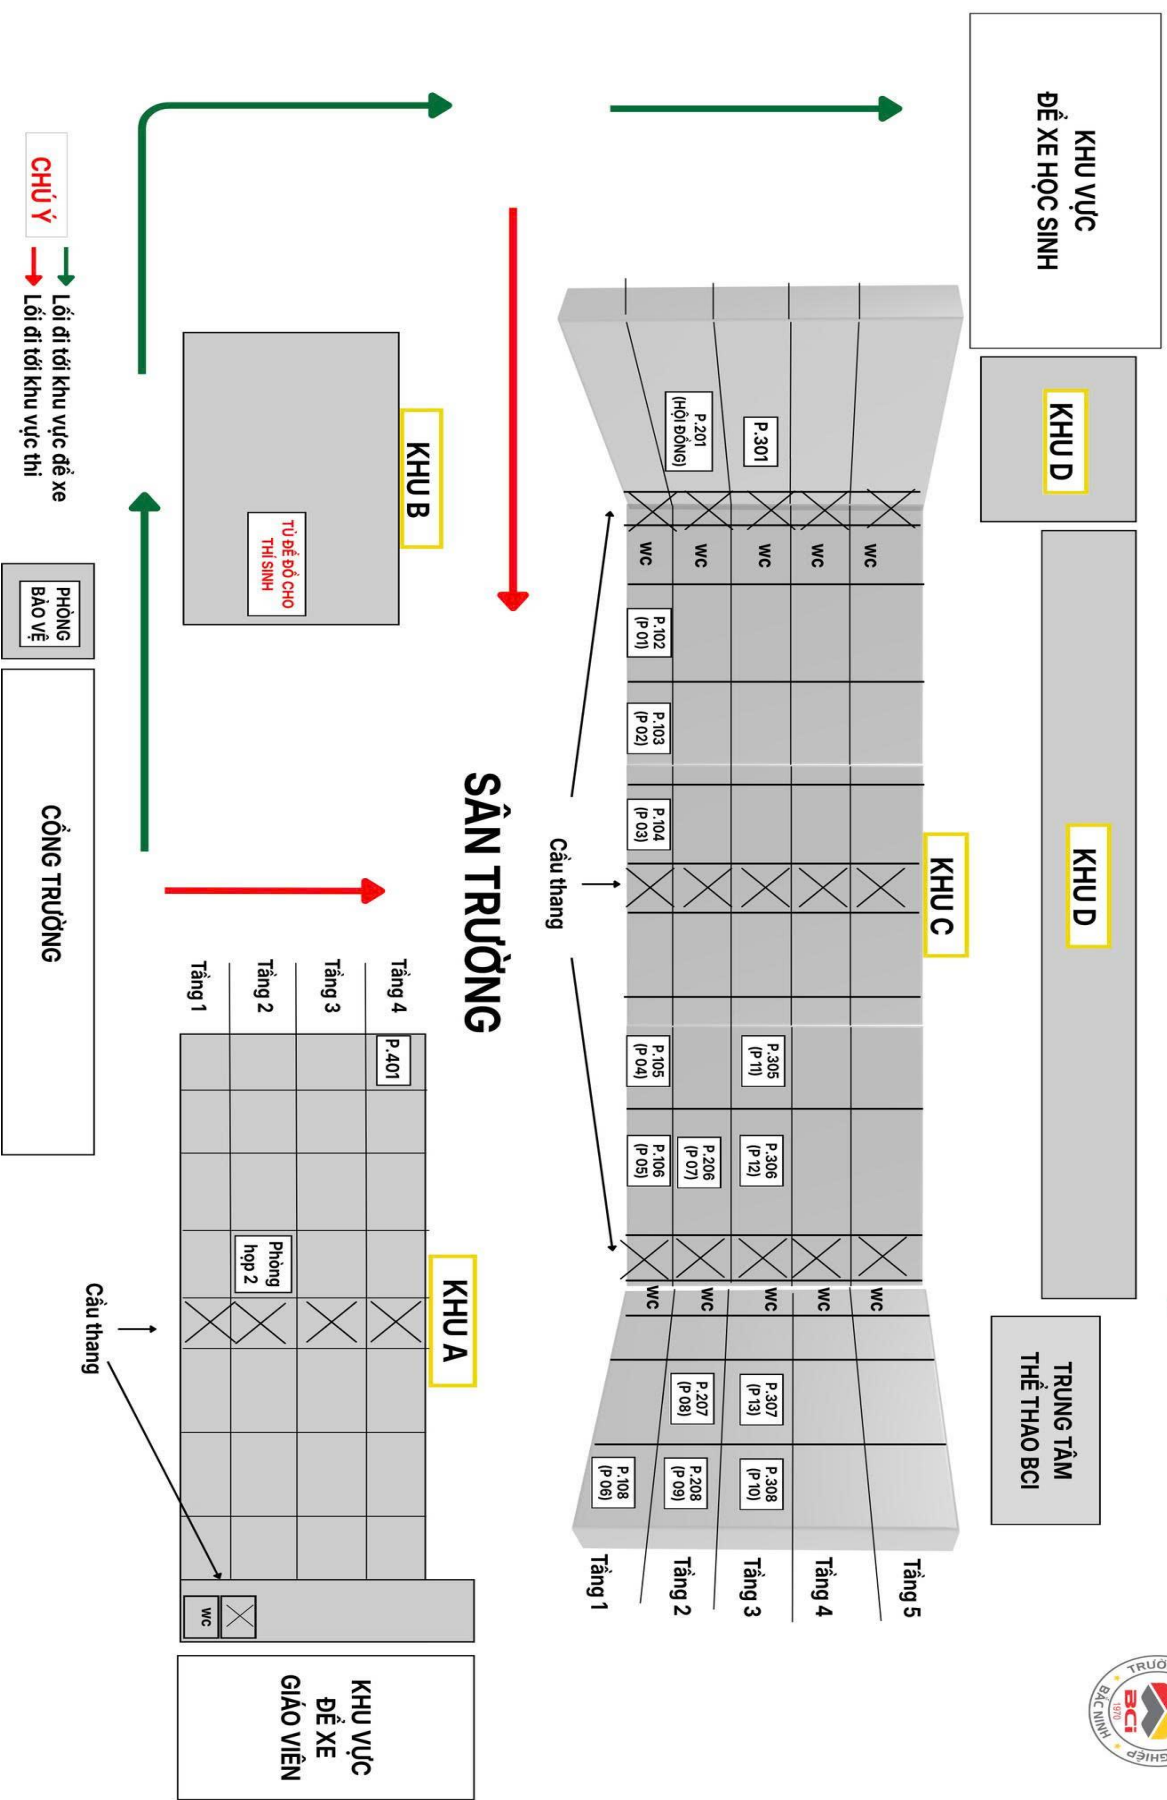 TRƯỜ
GHIỆP
BCi
1970
BẮC NINH
KHU VỰC
ĐỂ XE HỌC SINH
KHU D
KHU D
TRUNG TÂM
THỂ THAO BCI
KHU C
WC
WC
WC
WC
WC
WC
WC
WC
WC
WC
Tầng 5
Tầng 4
Tầng 3
Tầng 2
Tầng 1
P.301
P.305
(P 11)
P.306
(P 12)
P.307
(P 13)
P.308
(P 10)
P.201
(HỘI ĐỒNG)
P.206
(P 07)
P.207
(P 08)
P.208
(P 09)
P.102
(P 01)
P.103
(P 02)
P.104
(P 03)
P.105
(P 04)
P.106
(P 05)
P.108
(P 06)
Cầu thang
SÂN TRƯỜNG
KHU B
TỦ ĐỂ ĐỒ CHO
THÍ SINH
KHU A
Tầng 4
P.401
Tầng 3
Tầng 2
Phòng
họp 2
Tầng 1
WC
Cầu thang
KHU VỰC
ĐỂ XE
GIÁO VIÊN
CHÚ Ý
Lối đi tới khu vực để xe
Lối đi tới khu vực thi
PHÒNG
BẢO VỆ
CỔNG TRƯỜNG